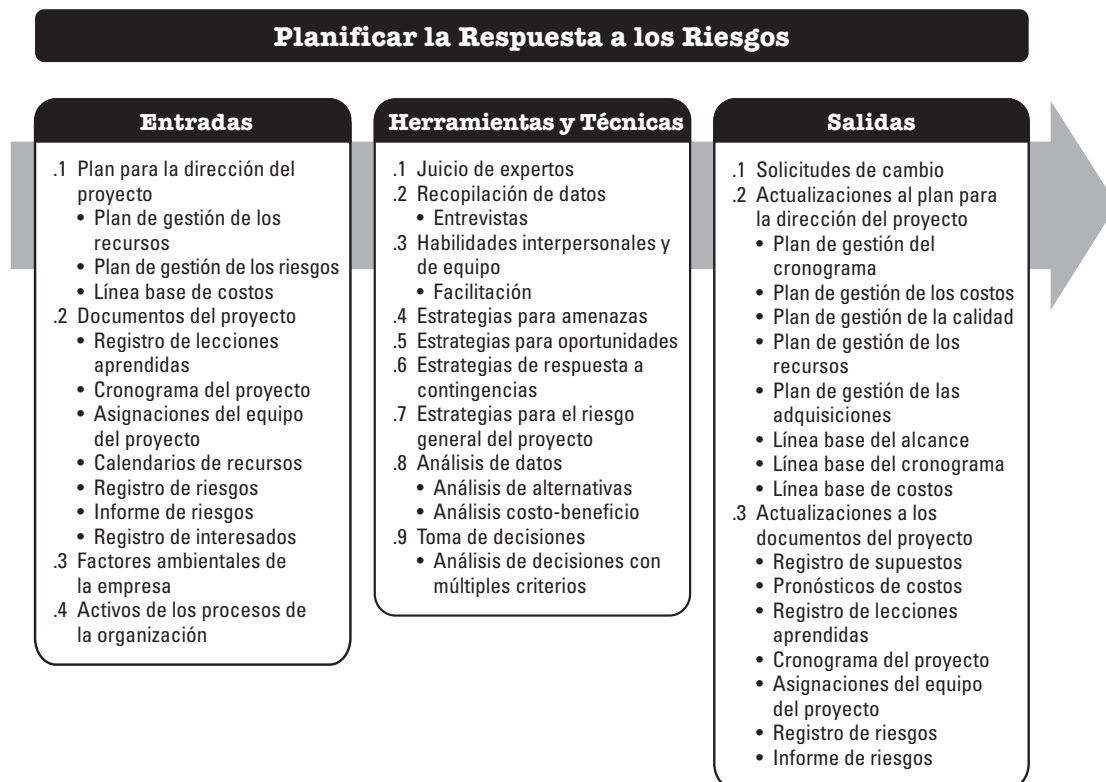 Planificar la Respuesta a los Riesgos
Entradas
.1 Plan para la dirección del
proyecto
• Plan de gestión de los
recursos
• Plan de gestión de los riesgos
• Línea base de costos
.2 Documentos del proyecto
• Registro de lecciones
aprendidas
• Cronograma del proyecto
• Asignaciones del equipo
del proyecto
• Calendarios de recursos
• Registro de riesgos
• Informe de riesgos
• Registro de interesados
.3 Factores ambientales de
la empresa
.4 Activos de los procesos de
la organización
Herramientas y Técnicas
.1 Juicio de expertos
.2 Recopilación de datos
• Entrevistas
.3 Habilidades interpersonales y
de equipo
• Facilitación
.4 Estrategias para amenazas
.5 Estrategias para oportunidades
.6 Estrategias de respuesta a
contingencias
.7 Estrategias para el riesgo
general del proyecto
.8 Análisis de datos
• Análisis de alternativas
• Análisis costo-beneficio
.9 Toma de decisiones
• Análisis de decisiones con
múltiples criterios
Salidas
.1 Solicitudes de cambio
.2 Actualizaciones al plan para
la dirección del proyecto
• Plan de gestión del
cronograma
• Plan de gestión de los costos
• Plan de gestión de la calidad
• Plan de gestión de los
recursos
• Plan de gestión de las
adquisiciones
• Línea base del alcance
• Línea base del cronograma
• Línea base de costos
.3 Actualizaciones a los
documentos del proyecto
• Registro de supuestos
• Pronósticos de costos
• Registro de lecciones
aprendidas
• Cronograma del proyecto
• Asignaciones del equipo
del proyecto
• Registro de riesgos
• Informe de riesgos